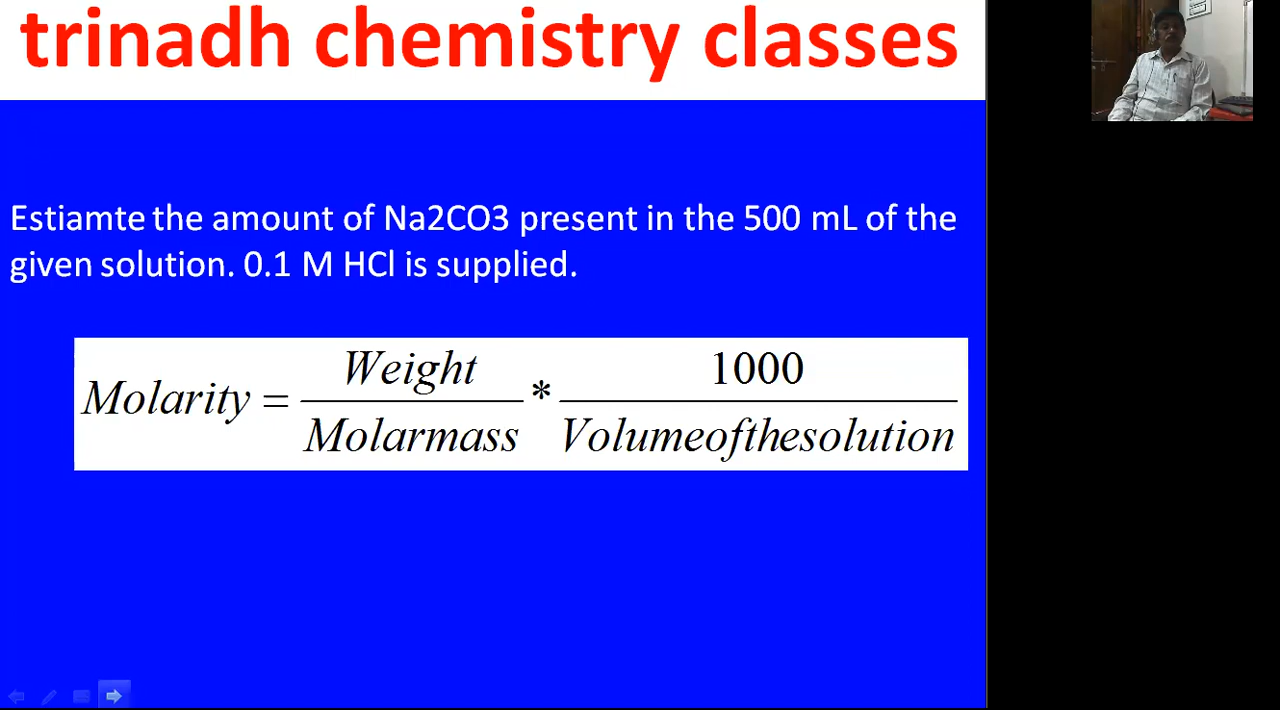 trinadh chemistry classes
Estiamte the amount of Na2CO3 present in the 500 mL of the
given solution. 0.1 M HCl is supplied.
Molarity = Weight / Molarmass * 1000 / Volumeofthesolution